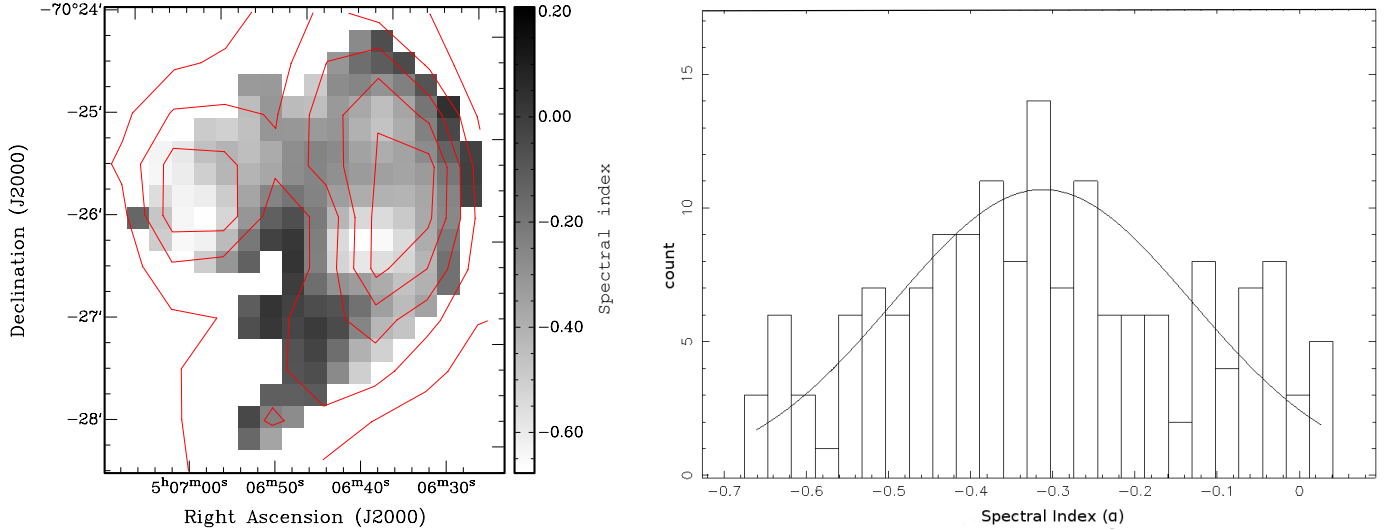 −70°24′
−25′
−26′
−27′
−28′
Declination (J2000)
5ʰ07ᵐ00ˢ 06ᵐ50ˢ 06ᵐ40ˢ 06ᵐ30ˢ
Right Ascension (J2000)
0.20
0.00
−0.20
−0.40
−0.60
Spectral index
15
10
5
0
count
−0.7 −0.6 −0.5 −0.4 −0.3 −0.2 −0.1 0
Spectral Index (α)